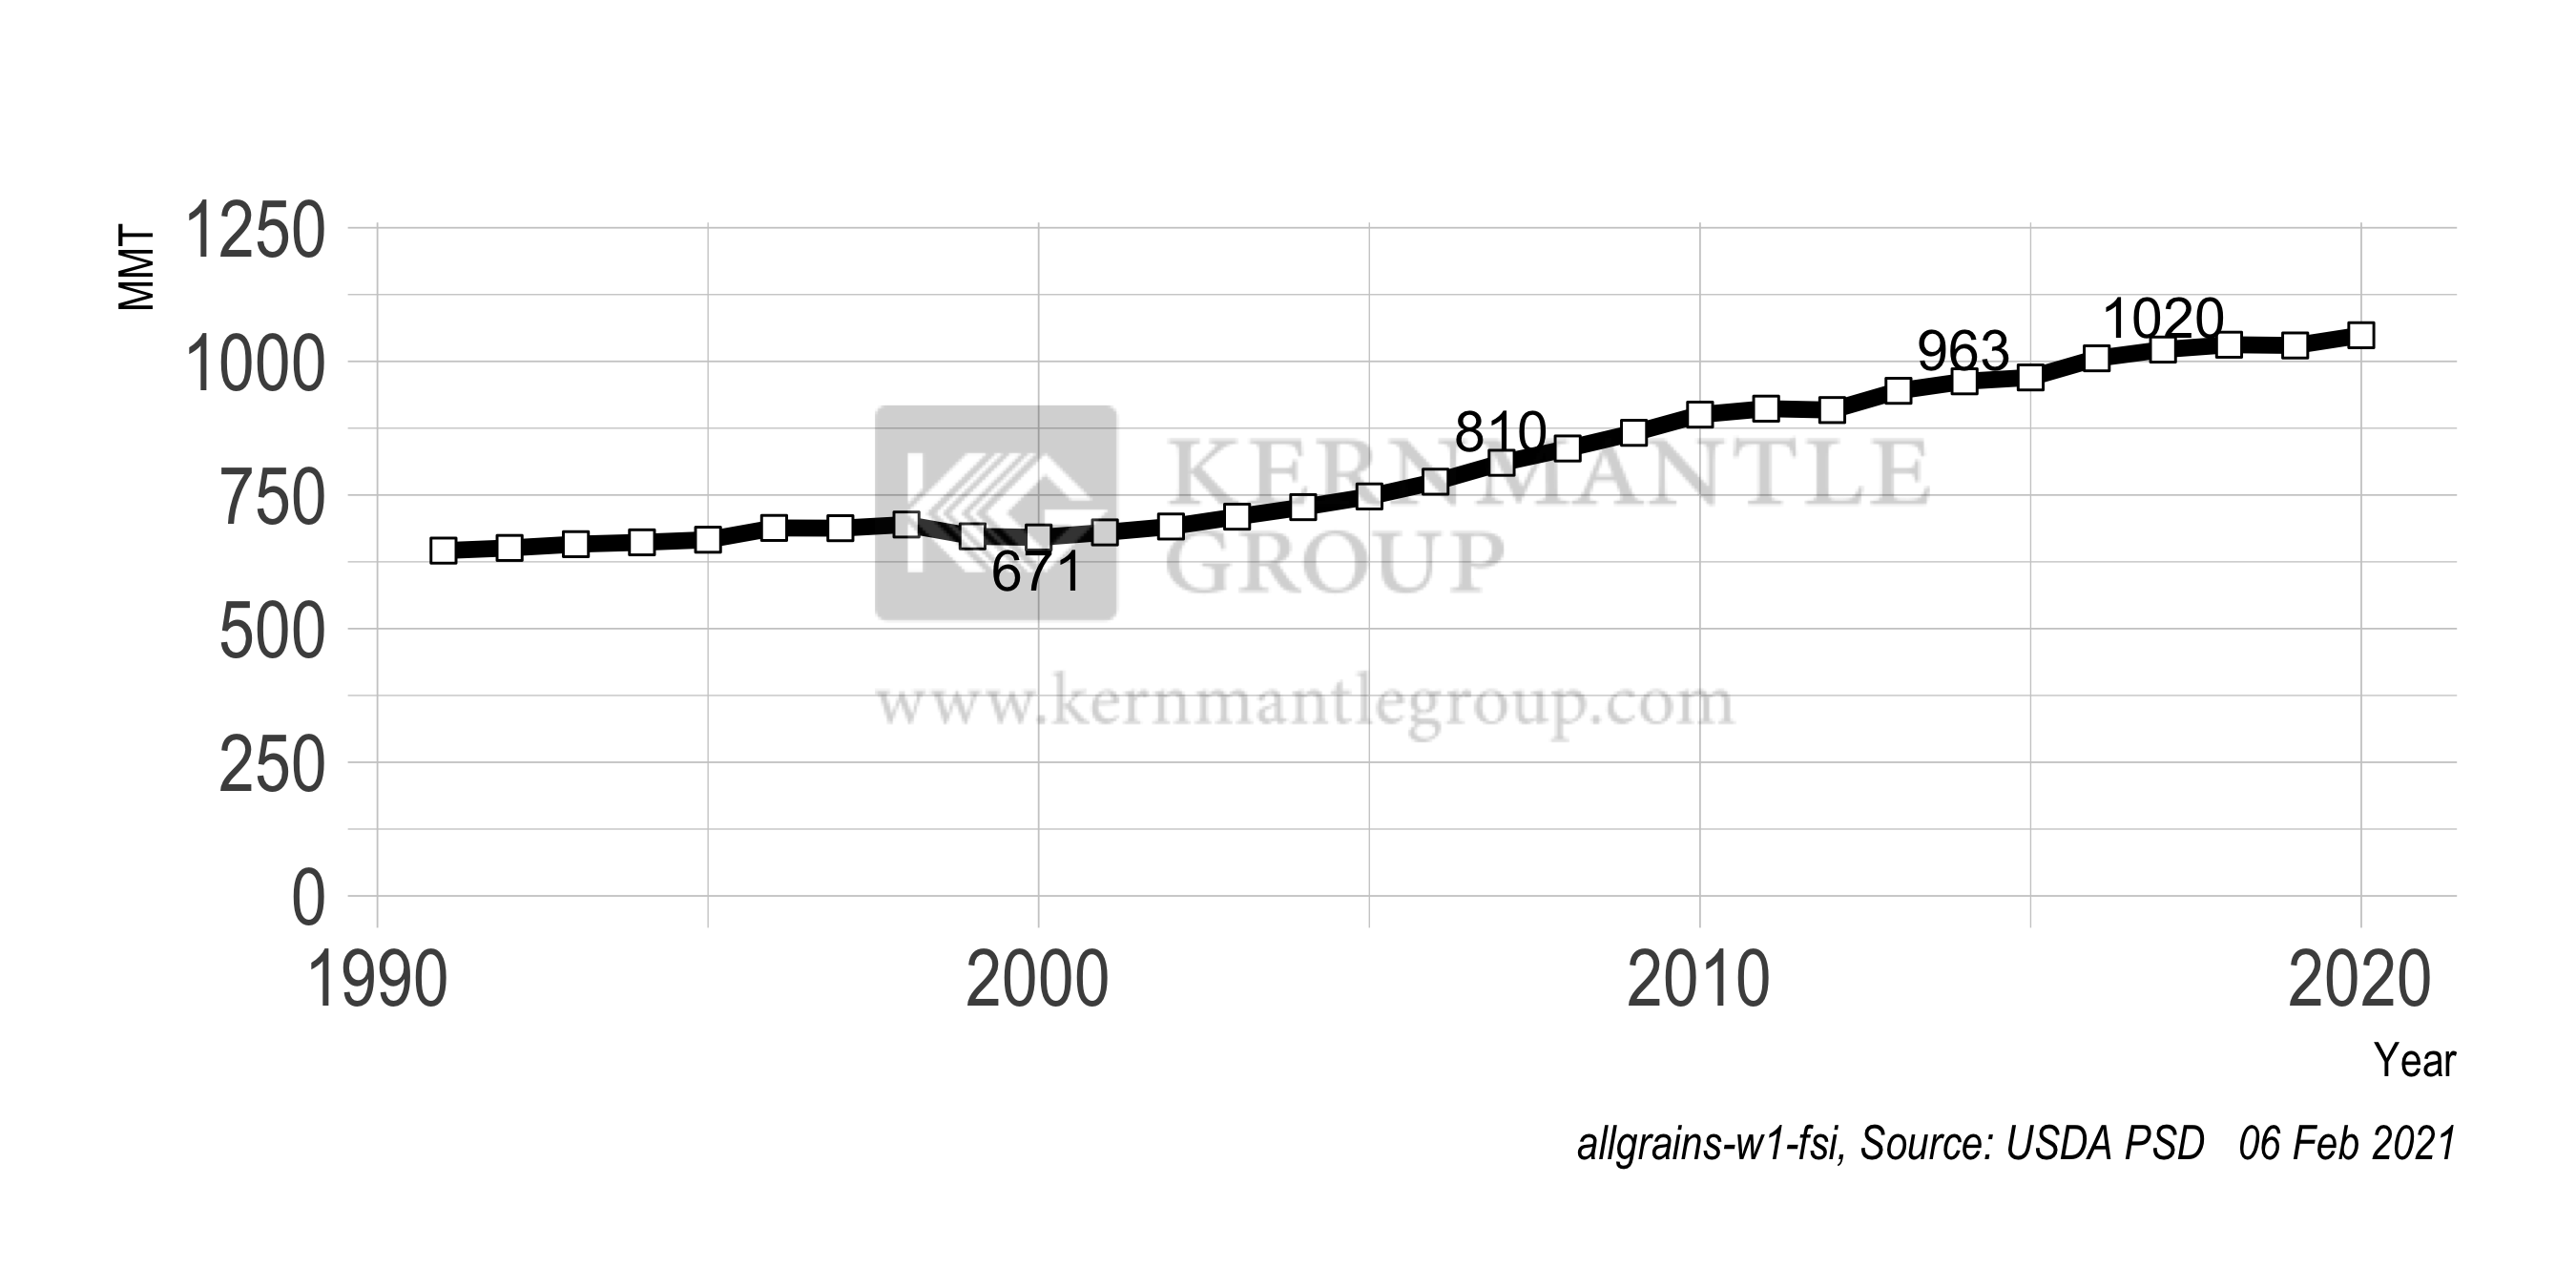 MMT
1250
1000
750
500
250
0
1020
963
810
671
KERNMANTLE
GROUP
www.kernmantlegroup.com
1990 2000 2010 2020
Year
allgrains-w1-fsi, Source: USDA PSD 06 Feb 2021